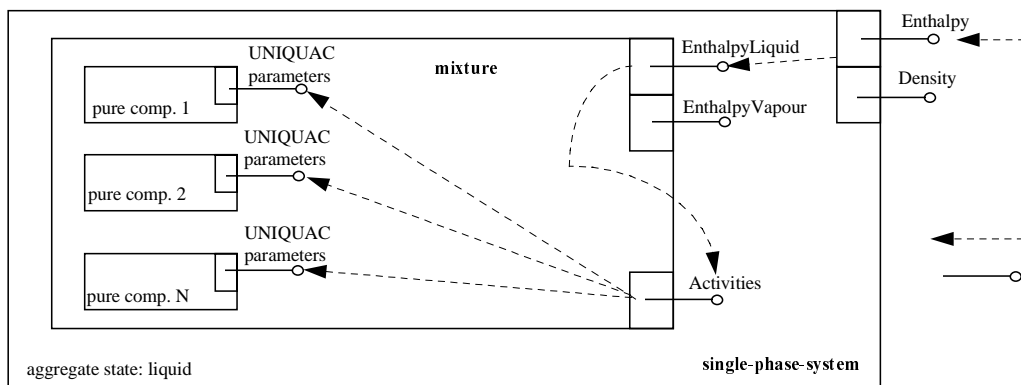 Enthalpy
UNIQUAC
parameters
mixture
EnthalpyLiquid
Density
pure comp. 1
EnthalpyVapour
UNIQUAC
parameters
pure comp. 2
UNIQUAC
parameters
pure comp. N
Activities
aggregate state: liquid
single-phase-system